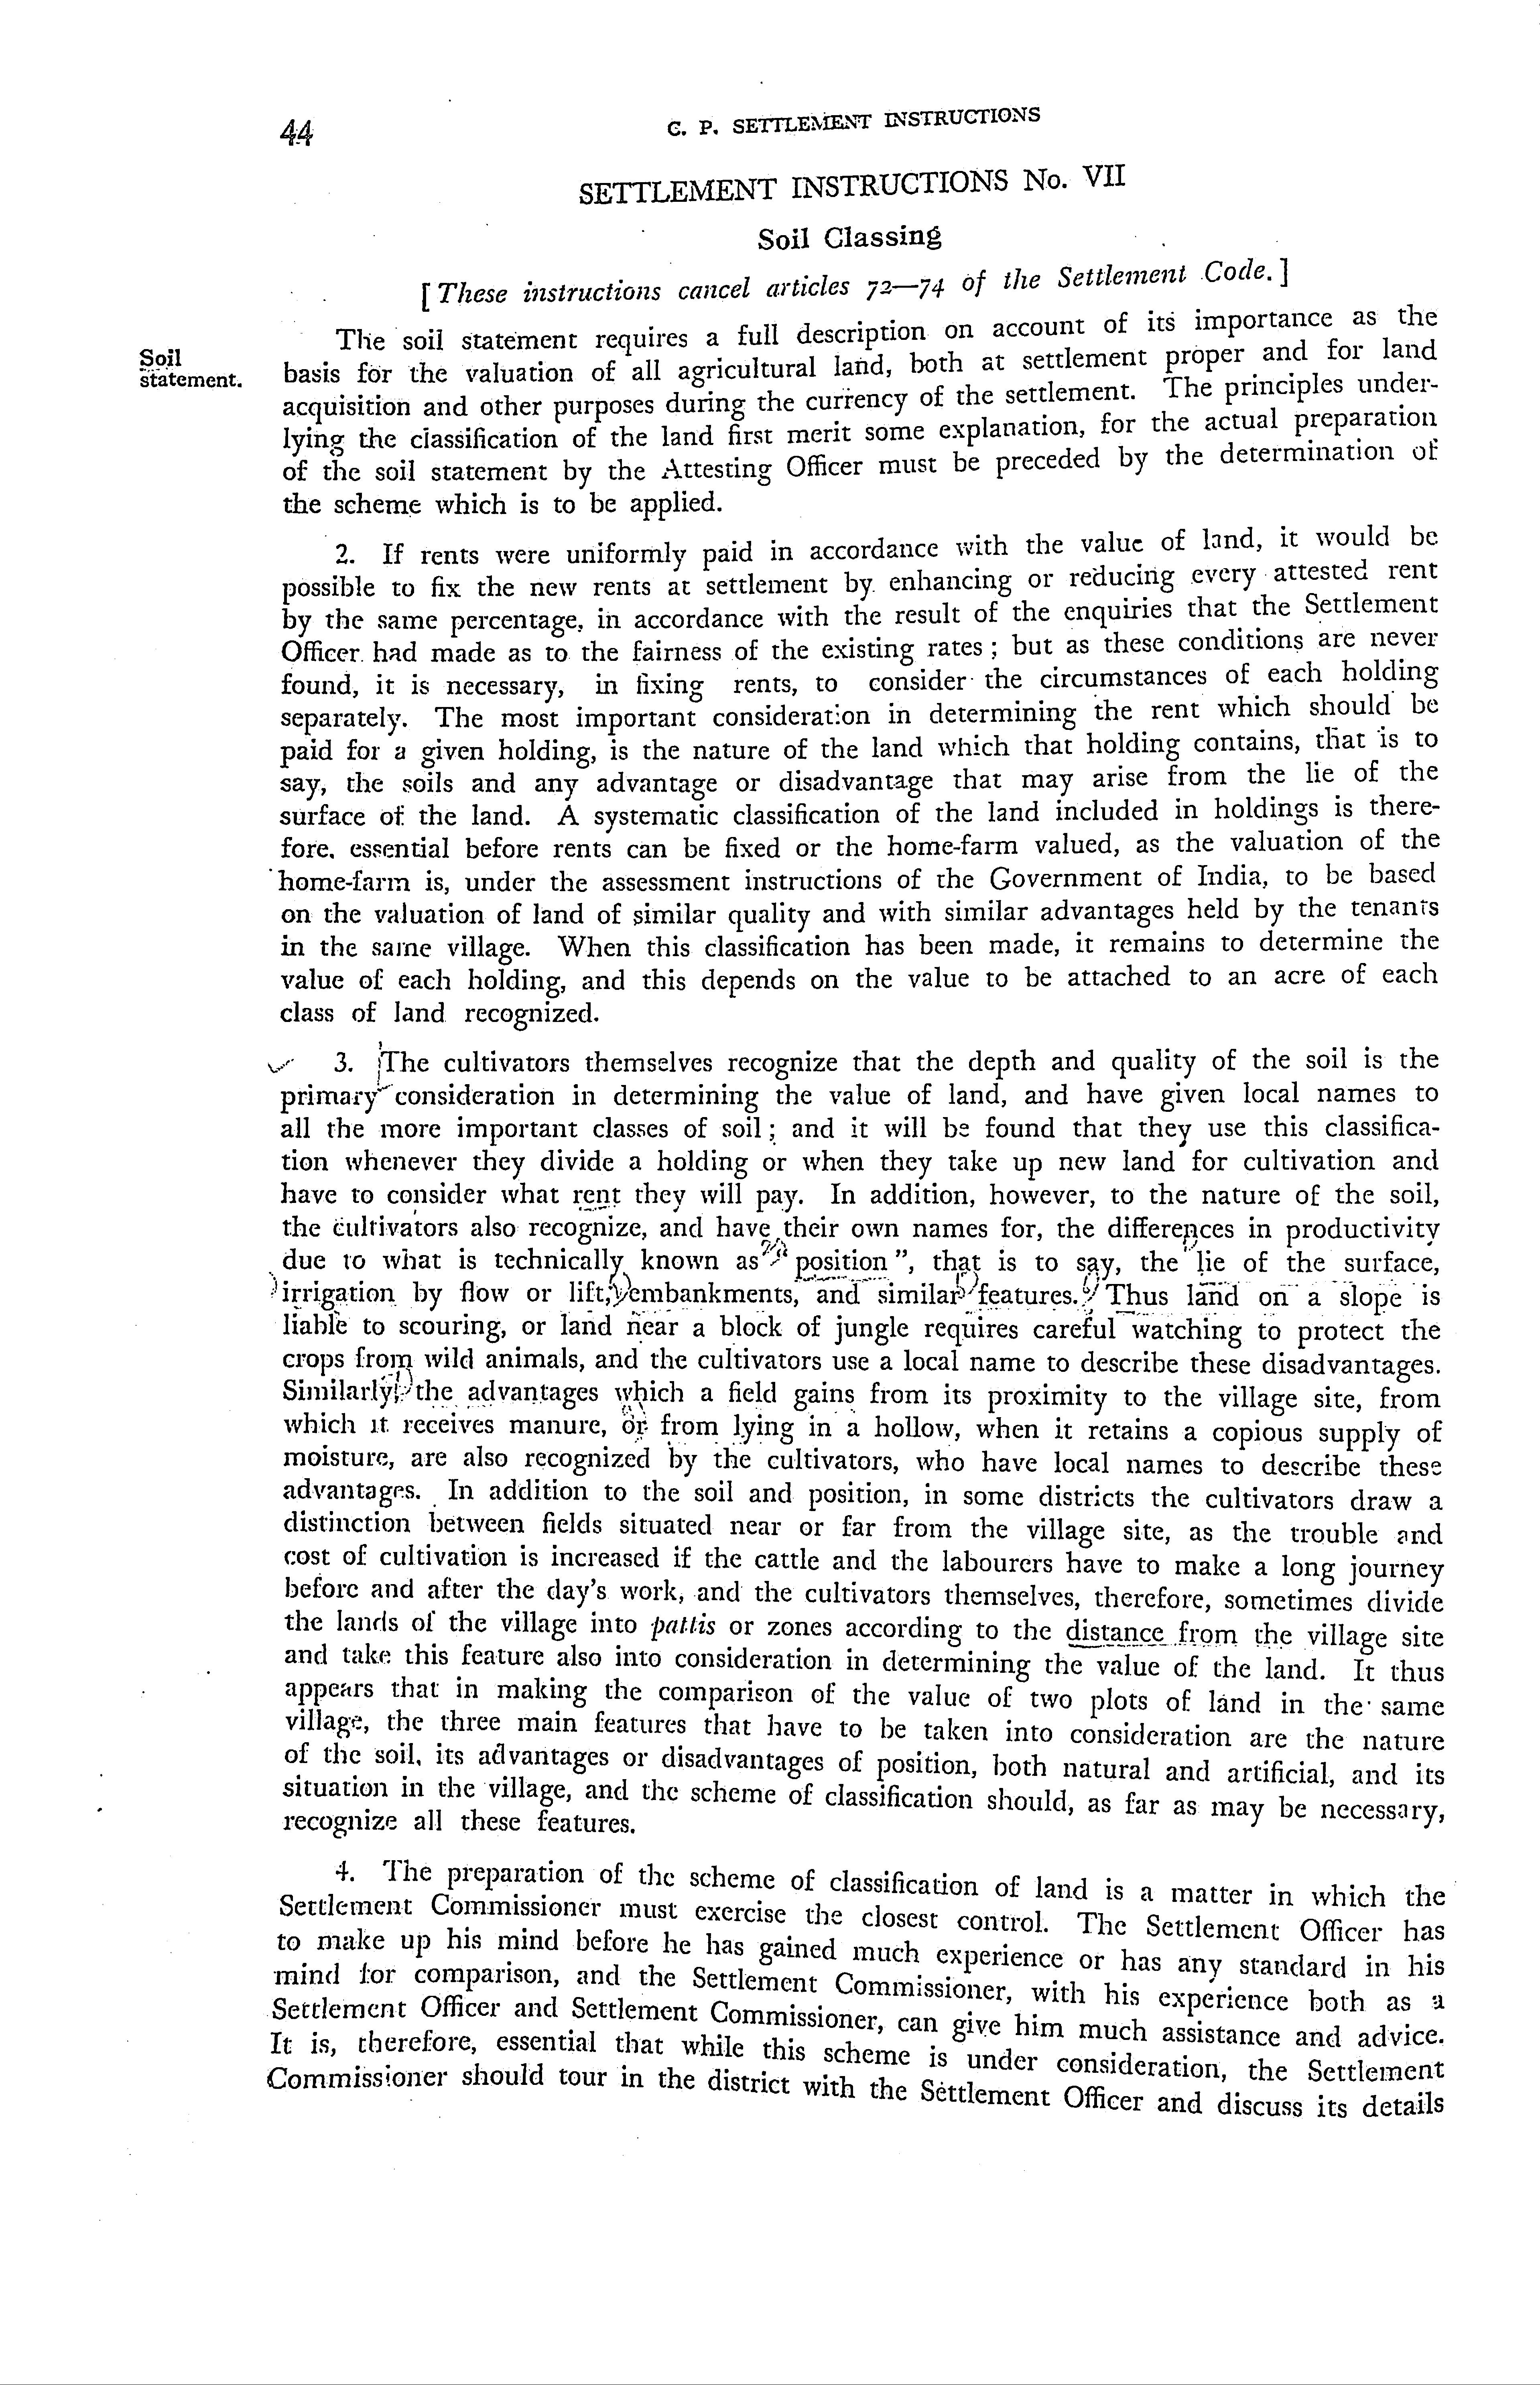 44
C. P. SETTLEMENT INSTRUCTIONS
SETTLEMENT INSTRUCTIONS No. VII
Soil Classing
[ These instructions cancel articles 72—74 of the Settlement Code. ]
Soil
statement.
The soil statement requires a full description on account of its importance as the
basis for the valuation of all agricultural land, both at settlement proper and for land
acquisition and other purposes during the currency of the settlement. The principles under-
lying the classification of the land first merit some explanation, for the actual preparation
of the soil statement by the Attesting Officer must be preceded by the determination of
the scheme which is to be applied.
2. If rents were uniformly paid in accordance with the value of land, it would be
possible to fix the new rents at settlement by enhancing or reducing every attested rent
by the same percentage, in accordance with the result of the enquiries that the Settlement
Officer had made as to the fairness of the existing rates ; but as these conditions are never
found, it is necessary, in fixing rents, to consider the circumstances of each holding
separately. The most important consideration in determining the rent which should be
paid for a given holding, is the nature of the land which that holding contains, that is to
say, the soils and any advantage or disadvantage that may arise from the lie of the
surface of the land. A systematic classification of the land included in holdings is there-
fore, essential before rents can be fixed or the home-farm valued, as the valuation of the
home-farm is, under the assessment instructions of the Government of India, to be based
on the valuation of land of similar quality and with similar advantages held by the tenants
in the same village. When this classification has been made, it remains to determine the
value of each holding, and this depends on the value to be attached to an acre of each
class of land recognized.
3. The cultivators themselves recognize that the depth and quality of the soil is the
primary consideration in determining the value of land, and have given local names to
all the more important classes of soil ; and it will be found that they use this classifica-
tion whenever they divide a holding or when they take up new land for cultivation and
have to consider what rent they will pay. In addition, however, to the nature of the soil,
the cultivators also recognize, and have their own names for, the differences in productivity
due to what is technically known as " position ", that is to say, the lie of the surface,
irrigation by flow or lift, embankments, and similar features. Thus land on a slope is
liable to scouring, or land near a block of jungle requires careful watching to protect the
crops from wild animals, and the cultivators use a local name to describe these disadvantages.
Similarly, the advantages which a field gains from its proximity to the village site, from
which it receives manure, or from lying in a hollow, when it retains a copious supply of
moisture, are also recognized by the cultivators, who have local names to describe these
advantages. In addition to the soil and position, in some districts the cultivators draw a
distinction between fields situated near or far from the village site, as the trouble and
cost of cultivation is increased if the cattle and the labourers have to make a long journey
before and after the day's work, and the cultivators themselves, therefore, sometimes divide
the lands of the village into pattis or zones according to the distance from the village site
and take this feature also into consideration in determining the value of the land. It thus
appears that in making the comparison of the value of two plots of land in the same
village, the three main features that have to be taken into consideration are the nature
of the soil, its advantages or disadvantages of position, both natural and artificial, and its
situation in the village, and the scheme of classification should, as far as may be necessary,
recognize all these features.
4. The preparation of the scheme of classification of land is a matter in which the
Settlement Commissioner must exercise the closest control. The Settlement Officer has
to make up his mind before he has gained much experience or has any standard in his
mind for comparison, and the Settlement Commissioner, with his experience both as a
Settlement Officer and Settlement Commissioner, can give him much assistance and advice.
It is, therefore, essential that while this scheme is under consideration, the Settlement
Commissioner should tour in the district with the Settlement Officer and discuss its details